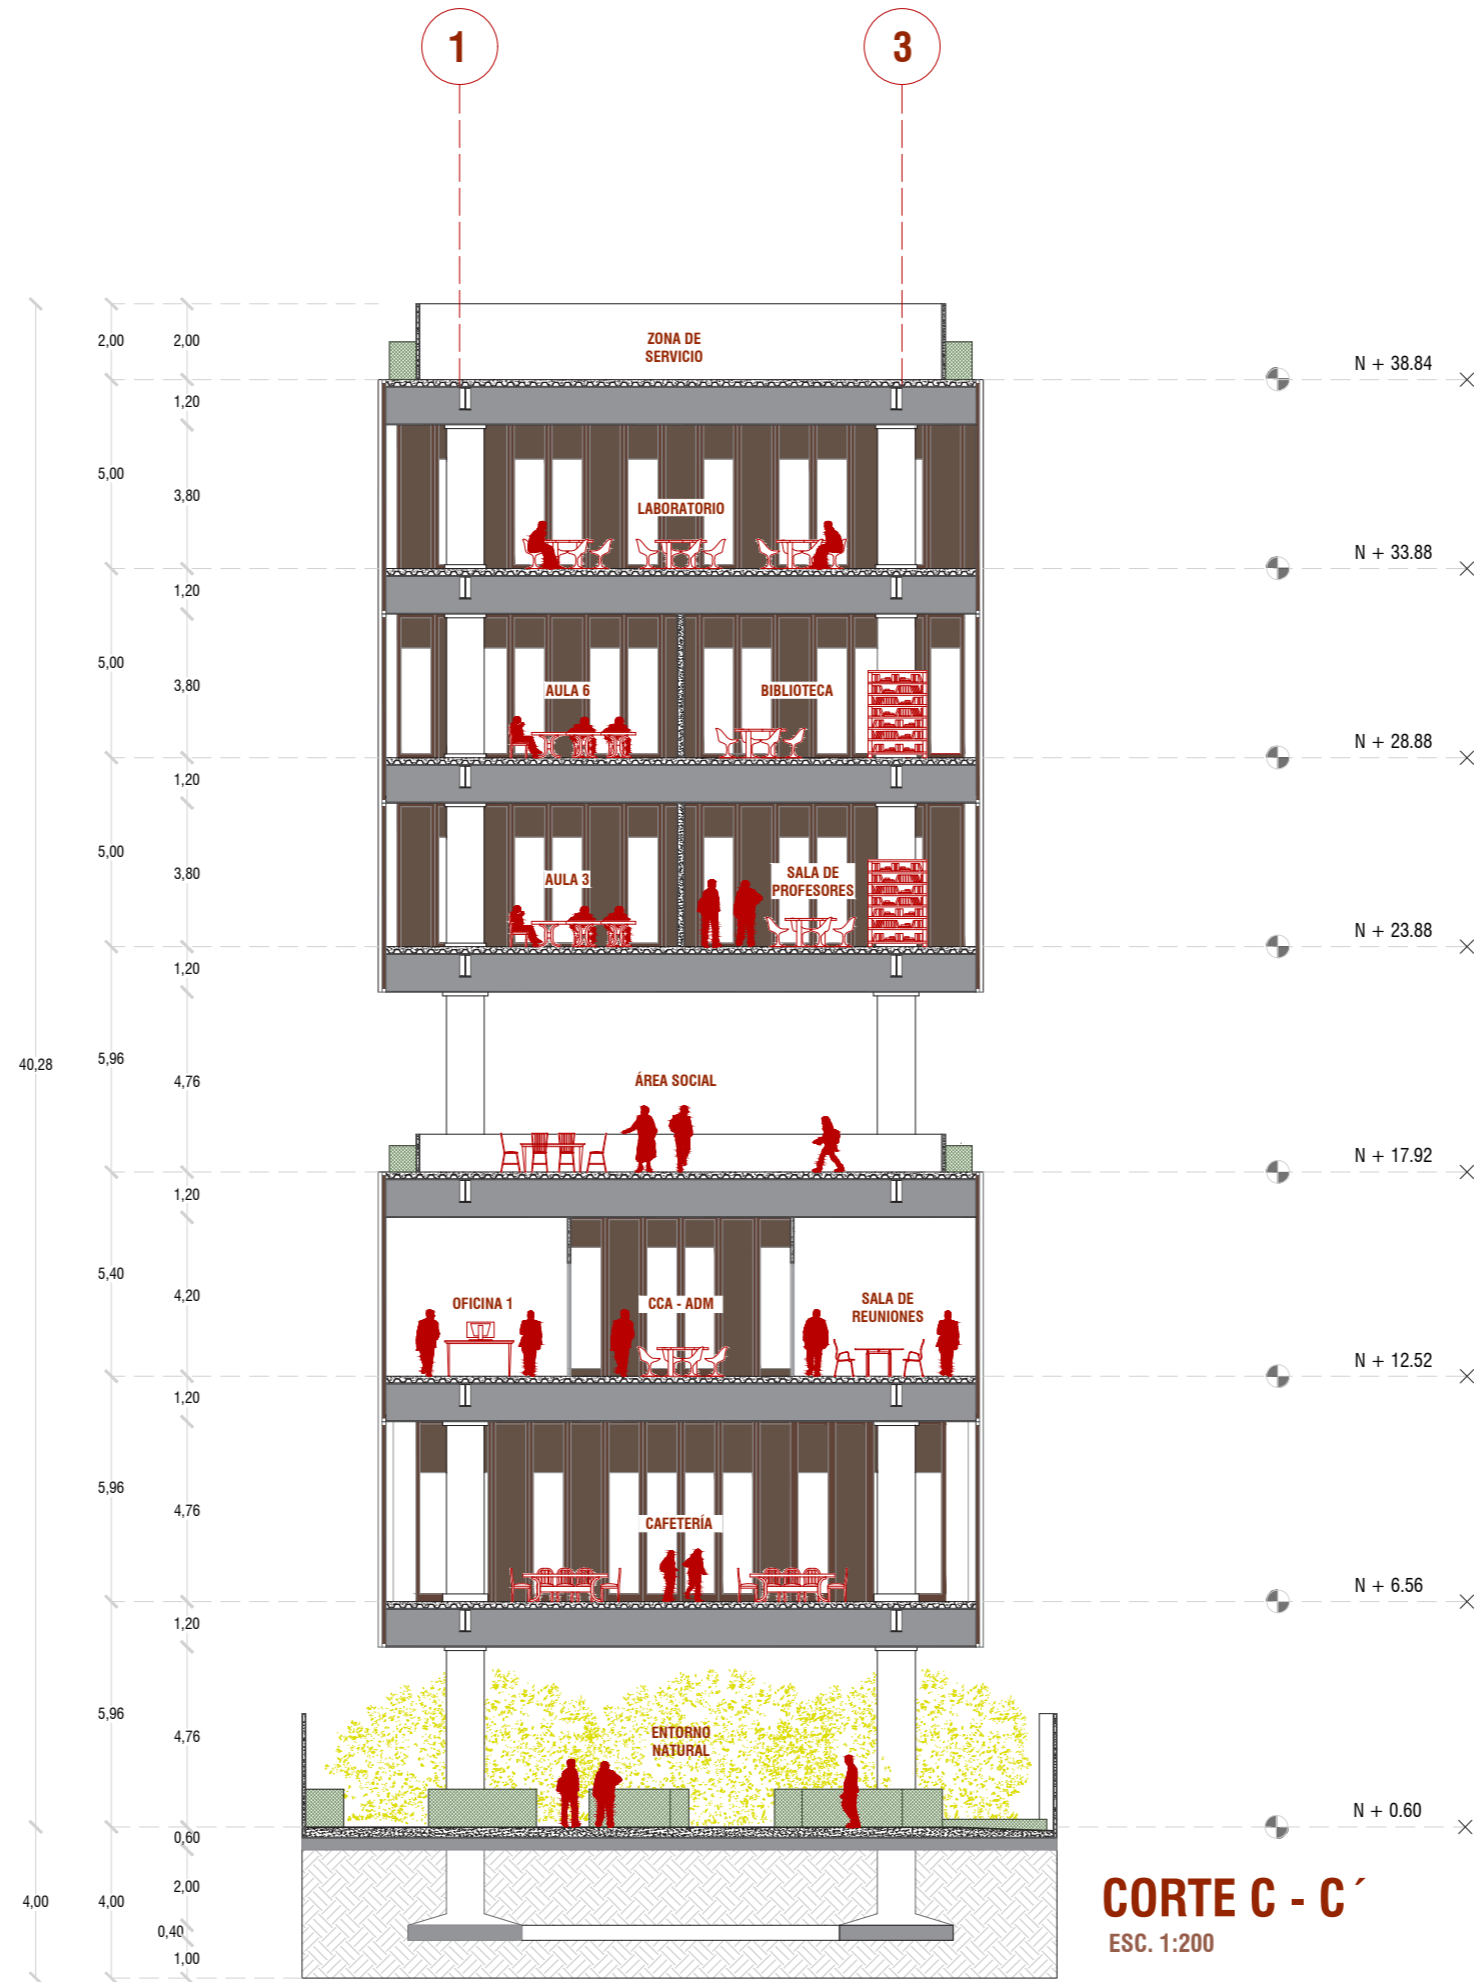 1
3
2,00
2,00
ZONA DE
SERVICIO
N + 38.84
1,20
5,00
3,80
LABORATORIO
N + 33.88
1,20
5,00
3,80
AULA 6
BIBLIOTECA
N + 28.88
1,20
5,00
3,80
AULA 3
SALA DE
PROFESORES
N + 23.88
1,20
40,28
5,96
4,76
ÁREA SOCIAL
N + 17.92
1,20
5,40
4,20
OFICINA 1
CCA - ADM
SALA DE
REUNIONES
N + 12.52
1,20
5,96
4,76
CAFETERÍA
N + 6.56
1,20
5,96
4,76
ENTORNO
NATURAL
N + 0.60
0,60
4,00
4,00
2,00
0,40
1,00
CORTE C - C´
ESC. 1:200